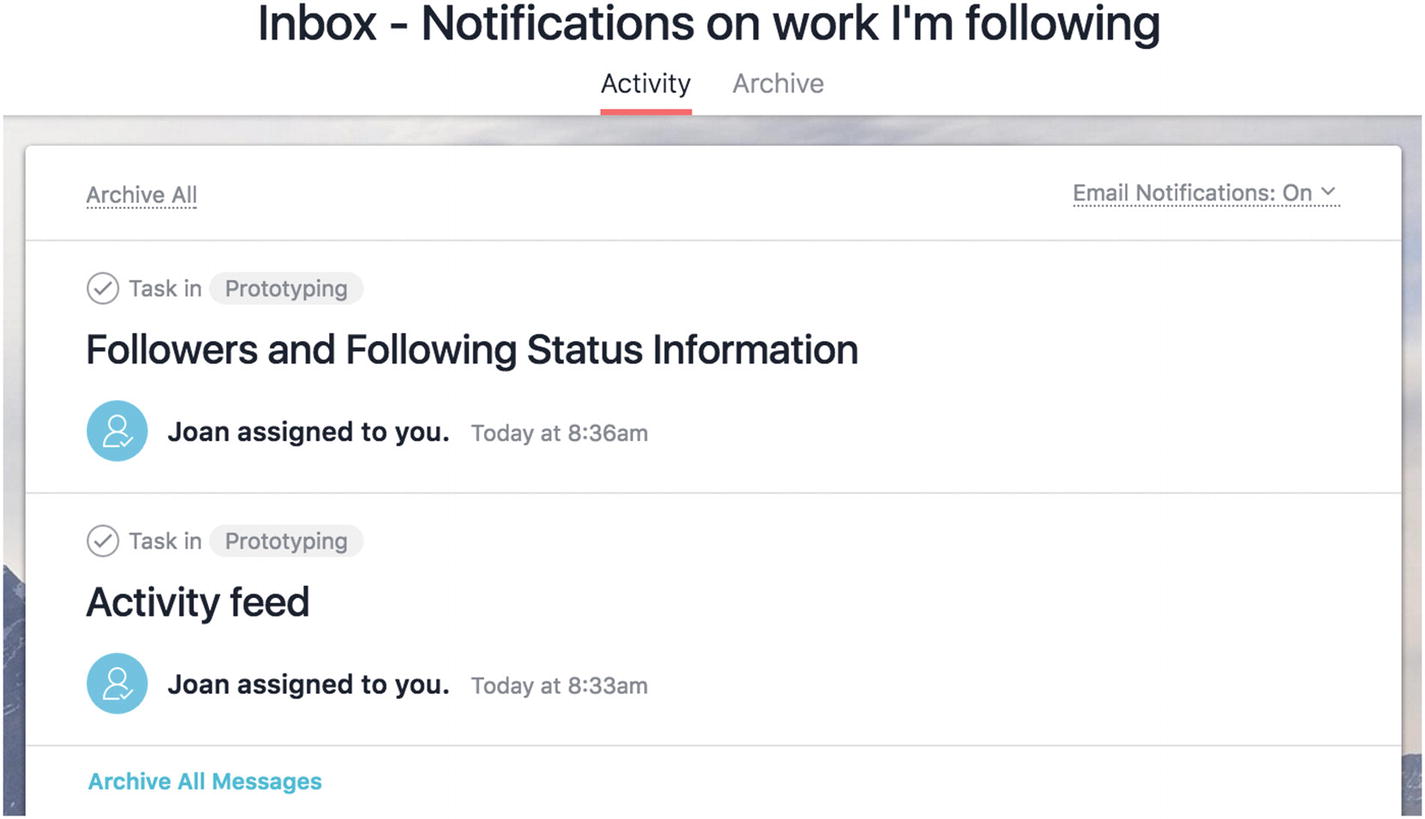 Inbox - Notifications on work I'm following
Activity Archive
Archive All Email Notifications: On
Task in Prototyping
Followers and Following Status Information
Joan assigned to you. Today at 8:36am
Task in Prototyping
Activity feed
Joan assigned to you. Today at 8:33am
Archive All Messages